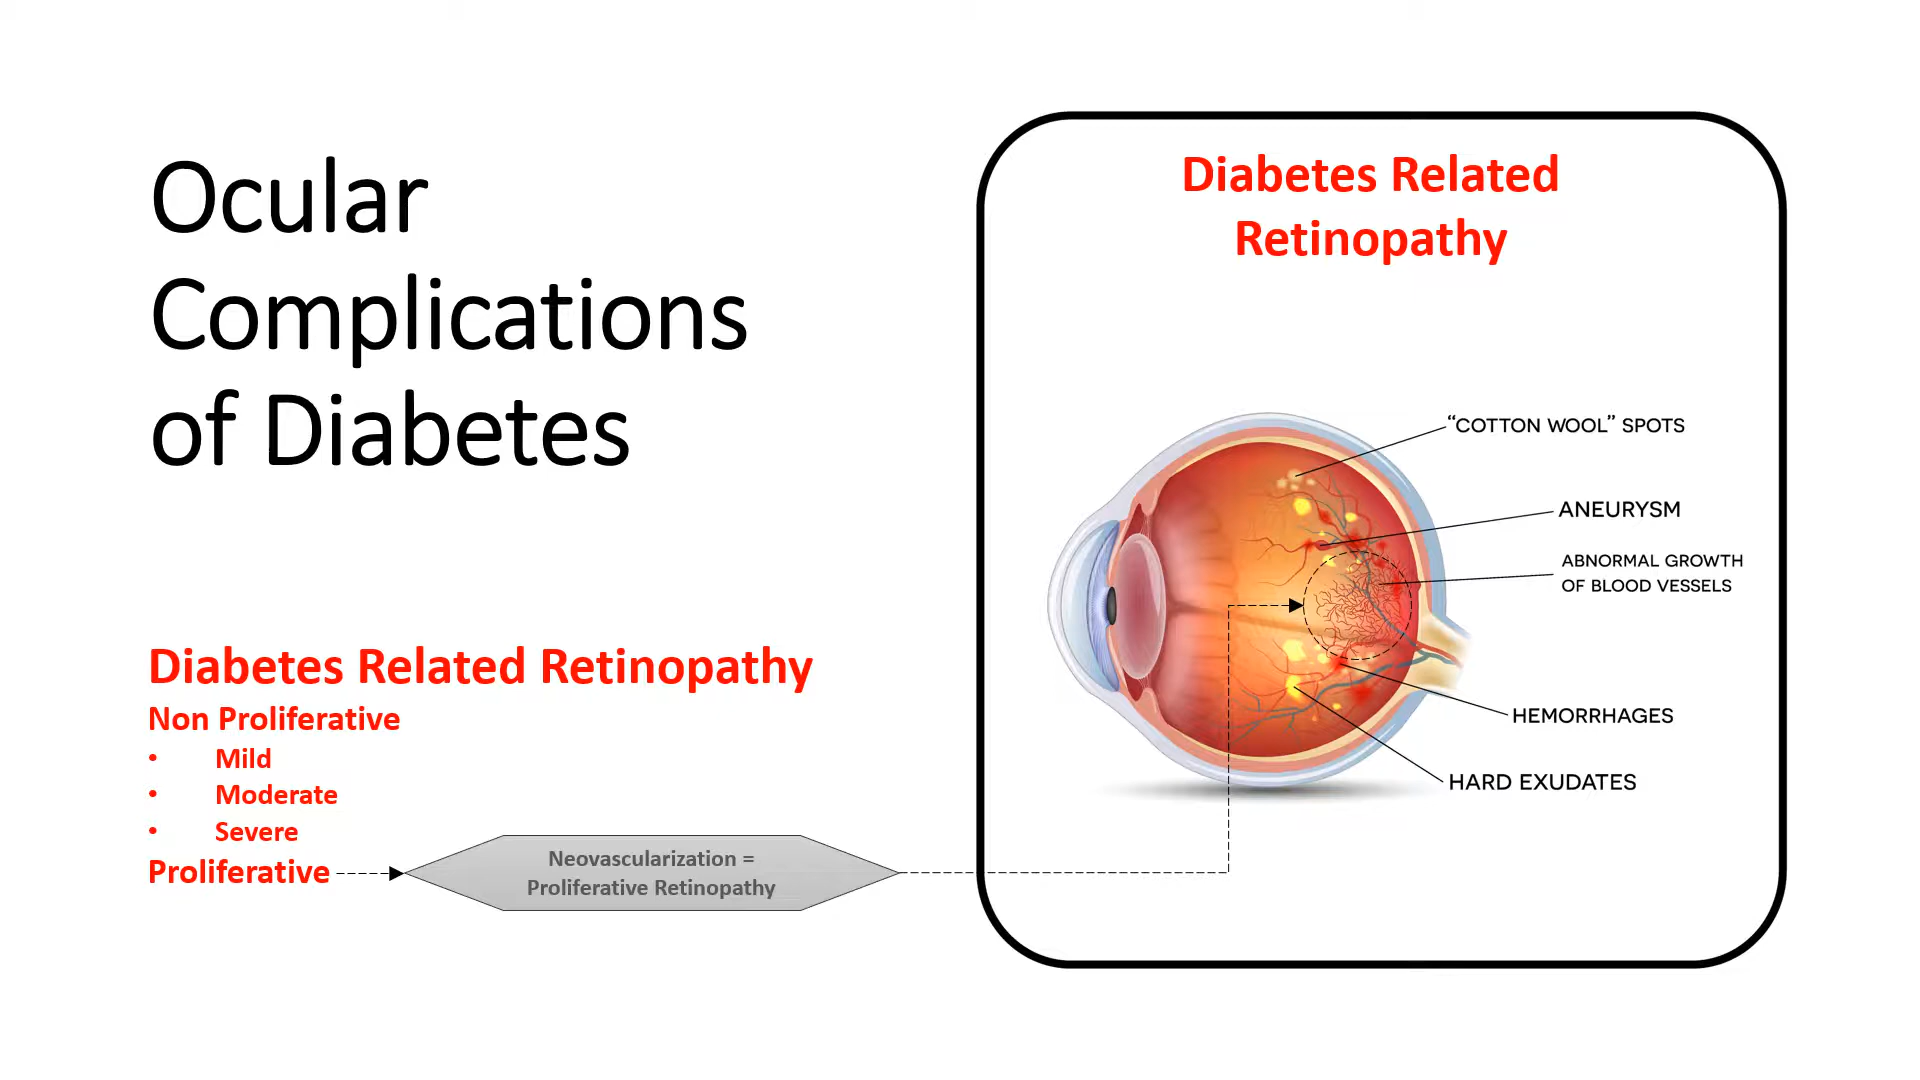 Ocular
Complications
of Diabetes
Diabetes Related Retinopathy
Non Proliferative
• Mild
• Moderate
• Severe
Proliferative
Neovascularization =
Proliferative Retinopathy
Diabetes Related
Retinopathy
“COTTON WOOL” SPOTS
ANEURYSM
ABNORMAL GROWTH
OF BLOOD VESSELS
HEMORRHAGES
HARD EXUDATES